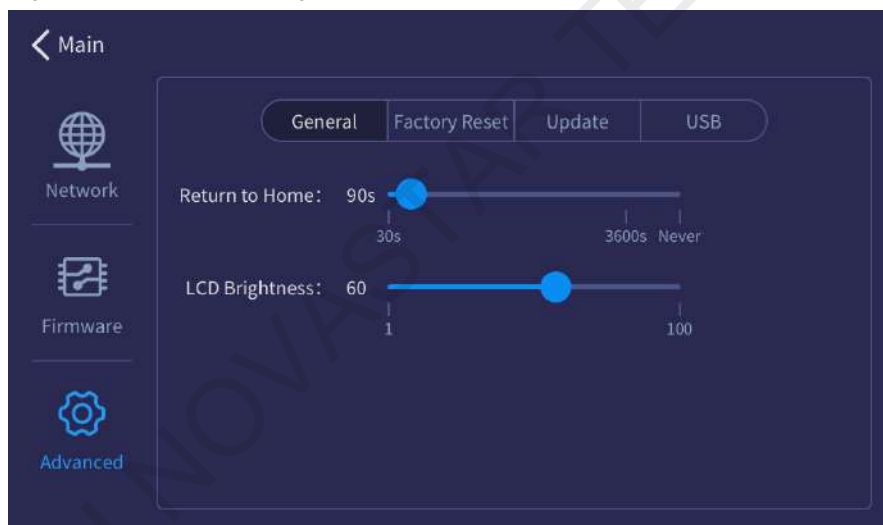 Main
General Factory Reset Update USB
Network
Return to Home: 90s
30s 3600s Never
LCD Brightness: 60
Firmware
1 100
Advanced